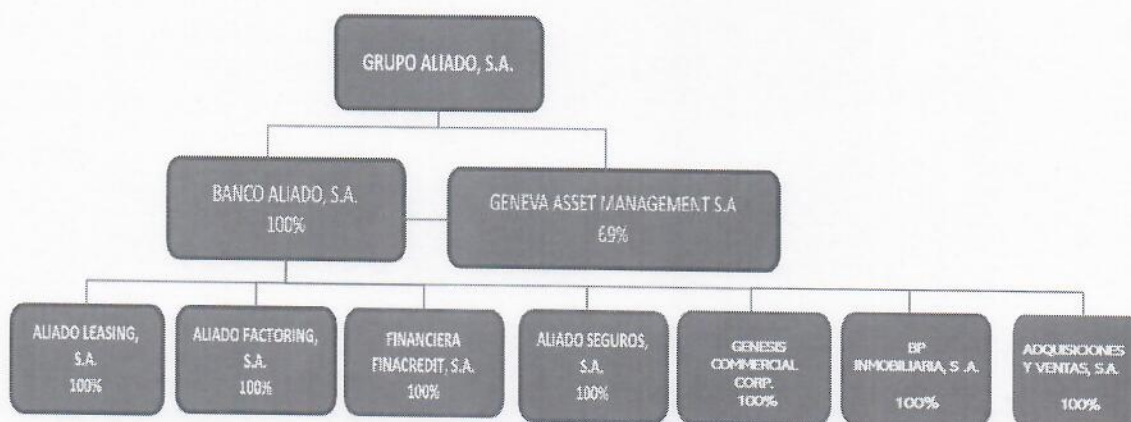 GRUPO ALIADO, S.A.
BANCO ALIADO, S.A.
100%
GENEVA ASSET MANAGEMENT S.A
69%
ALIADO LEASING,
S.A.
100%
ALIADO FACTORING,
S.A.
100%
FINANCIERA
FINACREDIT, S.A.
100%
ALIADO SEGUROS,
S.A.
100%
GENESIS
COMMERCIAL
CORP.
100%
BP
INMOBILIARIA, S .A.
100%
ADQUISICIONES
Y VENTAS, S.A.
100%